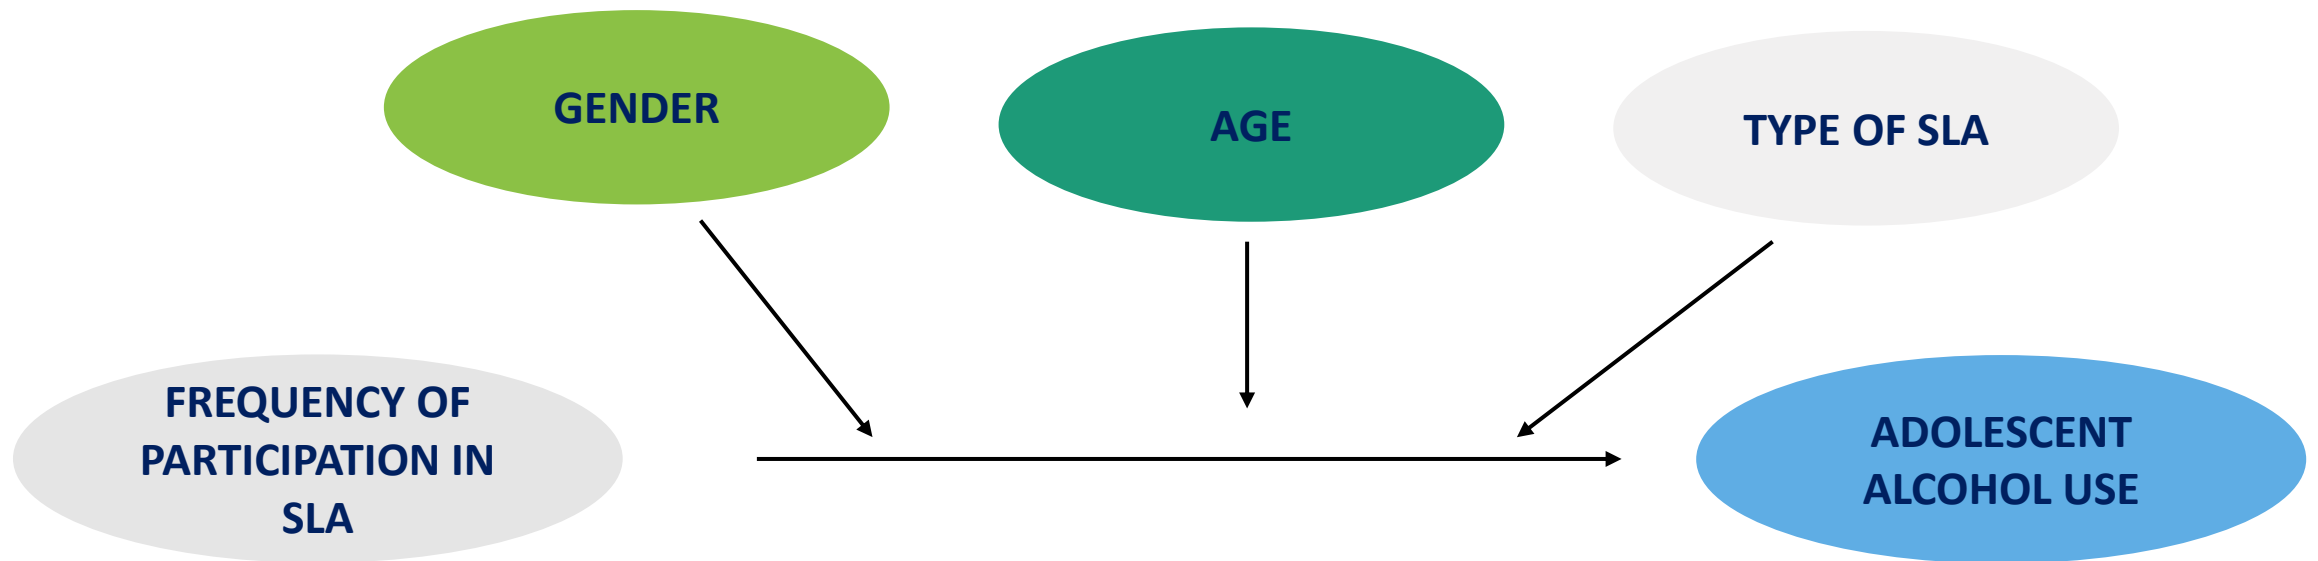 GENDER
AGE
TYPE OF SLA
FREQUENCY OF
PARTICIPATION IN
SLA
ADOLESCENT
ALCOHOL USE